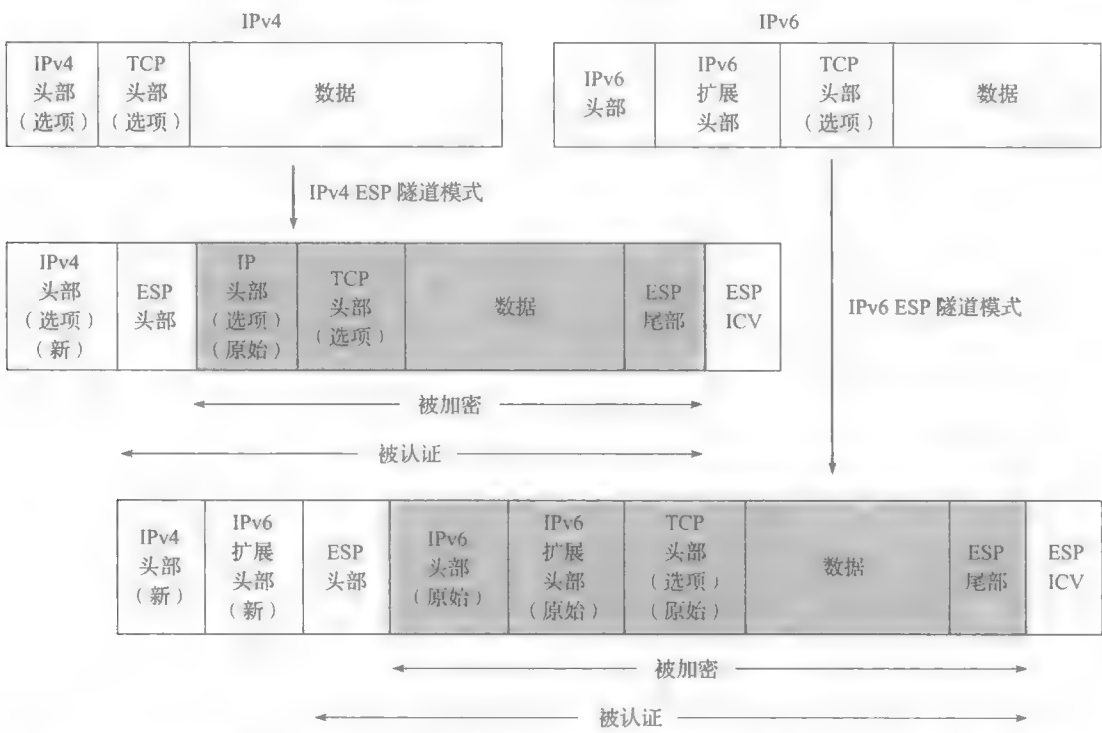 IPv4
IPv6
IPv4
头部
（选项）
TCP
头部
（选项）
数据
IPv6
头部
IPv6
扩展
头部
TCP
头部
（选项）
数据
IPv4 ESP 隧道模式
IPv4
头部
（选项）
（新）
ESP
头部
IP
头部
（选项）
（原始）
TCP
头部
（选项）
数据
ESP
尾部
ESP
ICV
IPv6 ESP 隧道模式
被加密
被认证
IPv4
头部
（新）
IPv6
扩展
头部
（新）
ESP
头部
IPv6
头部
（原始）
IPv6
扩展
头部
（原始）
TCP
头部
（选项）
（原始）
数据
ESP
尾部
ESP
ICV
被加密
被认证